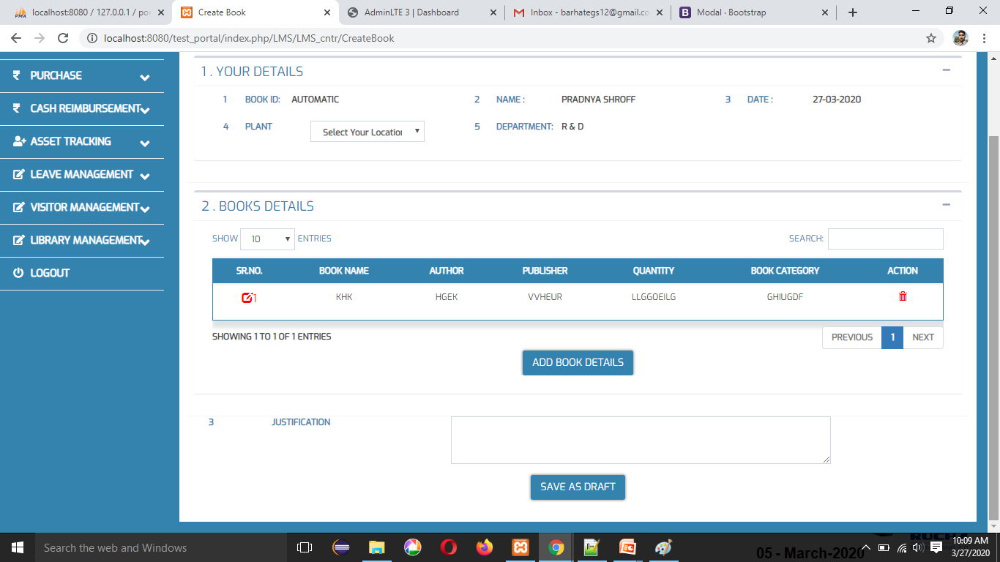 localhost:8080 / 127.0.0.1 / por
Create Book
AdminLTE 3 | Dashboard
Inbox - barhategs12@gmail.co
Modal · Bootstrap
localhost:8080/test_portal/index.php/LMS/LMS_cntr/CreateBook
PURCHASE
CASH REIMBURSEMENT
ASSET TRACKING
LEAVE MANAGEMENT
VISITOR MANAGEMENT
LIBRARY MANAGEMENT
LOGOUT
1 . YOUR DETAILS
1 BOOK ID: AUTOMATIC 2 NAME : PRADNYA SHROFF 3 DATE : 27-03-2020
4 PLANT Select Your Location 5 DEPARTMENT: R & D
2 . BOOKS DETAILS
SHOW 10 ENTRIES SEARCH:
SR.NO. BOOK NAME AUTHOR PUBLISHER QUANTITY BOOK CATEGORY ACTION
1 KHK HGEK VVHEUR LLGGOEILG GHIUGDF
SHOWING 1 TO 1 OF 1 ENTRIES PREVIOUS 1 NEXT
ADD BOOK DETAILS
3 JUSTIFICATION
SAVE AS DRAFT
Search the web and Windows
05 - March-2020
10:09 AM
3/27/2020